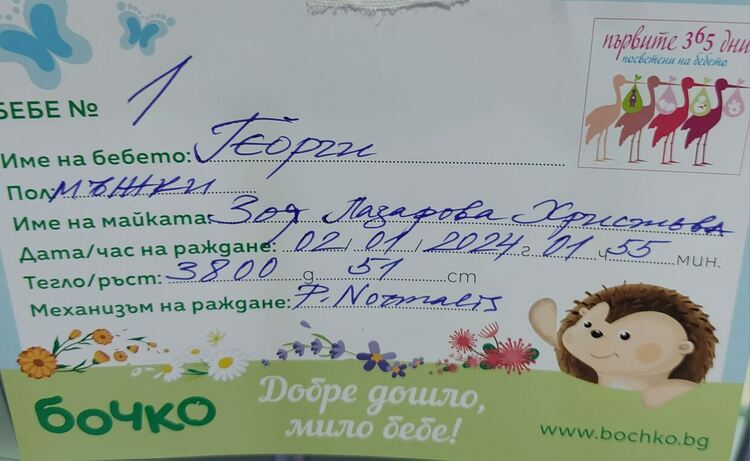 първите 365 дни
посветени на бебето
БЕБЕ № 1
Име на бебето: Георги
Пол: мъжки
Име на майката: Зоя Лазарова Христова
Дата/час на раждане: 02 01 2024 г. 01 ч 55 мин.
Тегло/ръст: 3800 g 51 см
Механизъм на раждане: P. Normalis
бочко
Добре дошло,
мило бебе!
www.bochko.bg